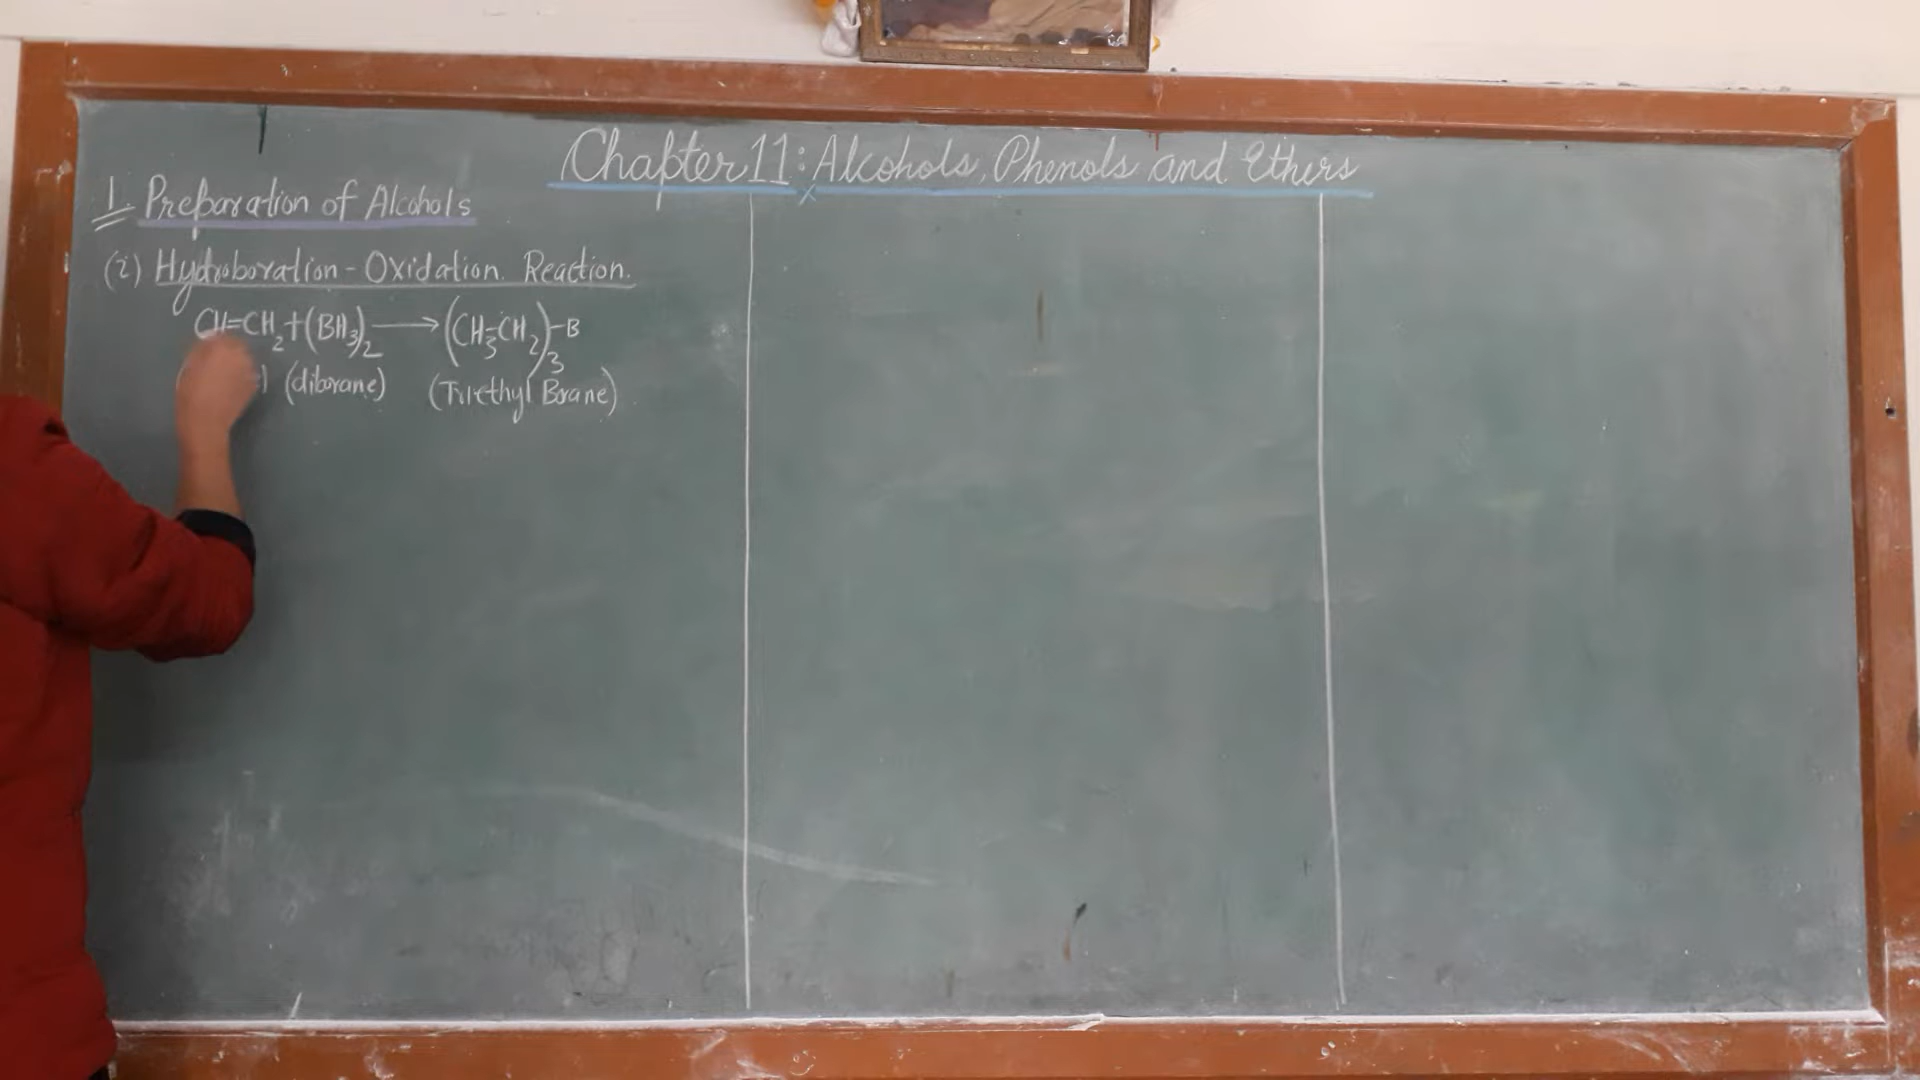 Chapter 11: Alcohols, Phenols and Ethers
1. Preparation of Alcohols
(i) Hydroboration - Oxidation Reaction.
CH=CH₂+(BH₃)₂ ⟶ (CH₃-CH₂)₃-B
(diborane) (Triethyl Borane)